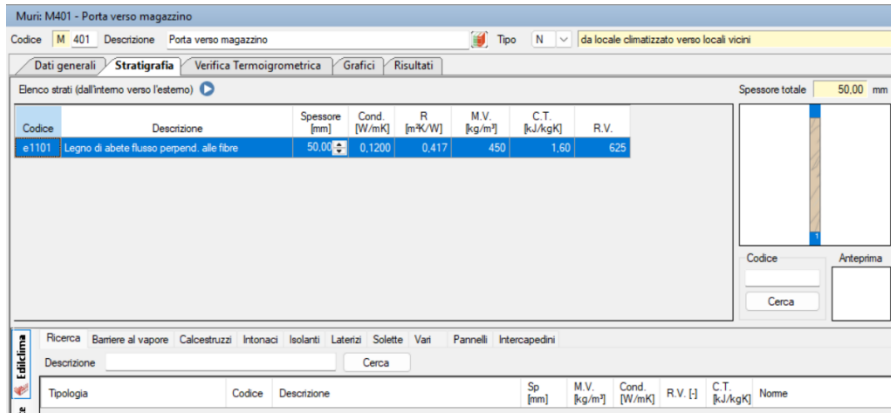 Muri: M401 - Porta verso magazzino
Codice M 401 Descrizione Porta verso magazzino Tipo N da locale climatizzato verso locali vicini
Dati generali Stratigrafia Verifica Termoigrometrica Grafici Risultati
Elenco strati (dall'interno verso l'esterno) Spessore totale 50,00 mm
Codice Descrizione Spessore [mm] Cond. [W/mK] R [m²K/W] M.V. [kg/m³] C.T. [kJ/kgK] R.V.
e1101 Legno di abete flusso perpend. alle fibre 50,00 0,1200 0,417 450 1,60 625
1
Codice Anteprima
Cerca
Edilclima
Ricerca Barriere al vapore Calcestruzzi Intonaci Isolanti Laterizi Solette Vari Pannelli Intercapedini
Descrizione Cerca
Tipologia Codice Descrizione Sp [mm] M.V. [kg/m³] Cond. [W/mK] R.V. [-] C.T. [kJ/kgK] Nome